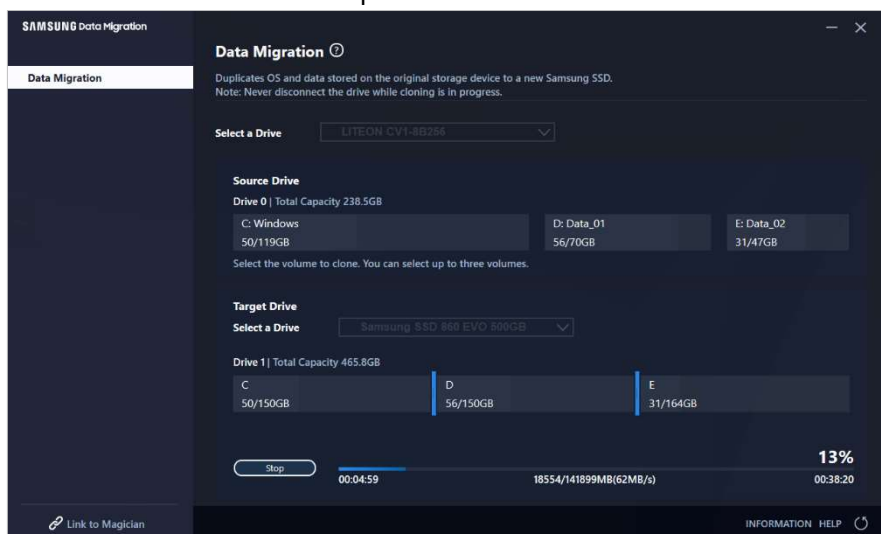 SAMSUNG Data Migration
Data Migration
Data Migration ?
Duplicates OS and data stored on the original storage device to a new Samsung SSD.
Note: Never disconnect the drive while cloning is in progress.
Select a Drive LITEON CV1-8B256
Source Drive
Drive 0 | Total Capacity 238.5GB
C: Windows D: Data_01 E: Data_02
50/119GB 56/70GB 31/47GB
Select the volume to clone. You can select up to three volumes.
Target Drive
Select a Drive Samsung SSD 860 EVO 500GB
Drive 1 | Total Capacity 465.8GB
C D E
50/150GB 56/150GB 31/164GB
13%
Stop
00:04:59 18554/141899MB(62MB/s) 00:38:20
Link to Magician INFORMATION HELP